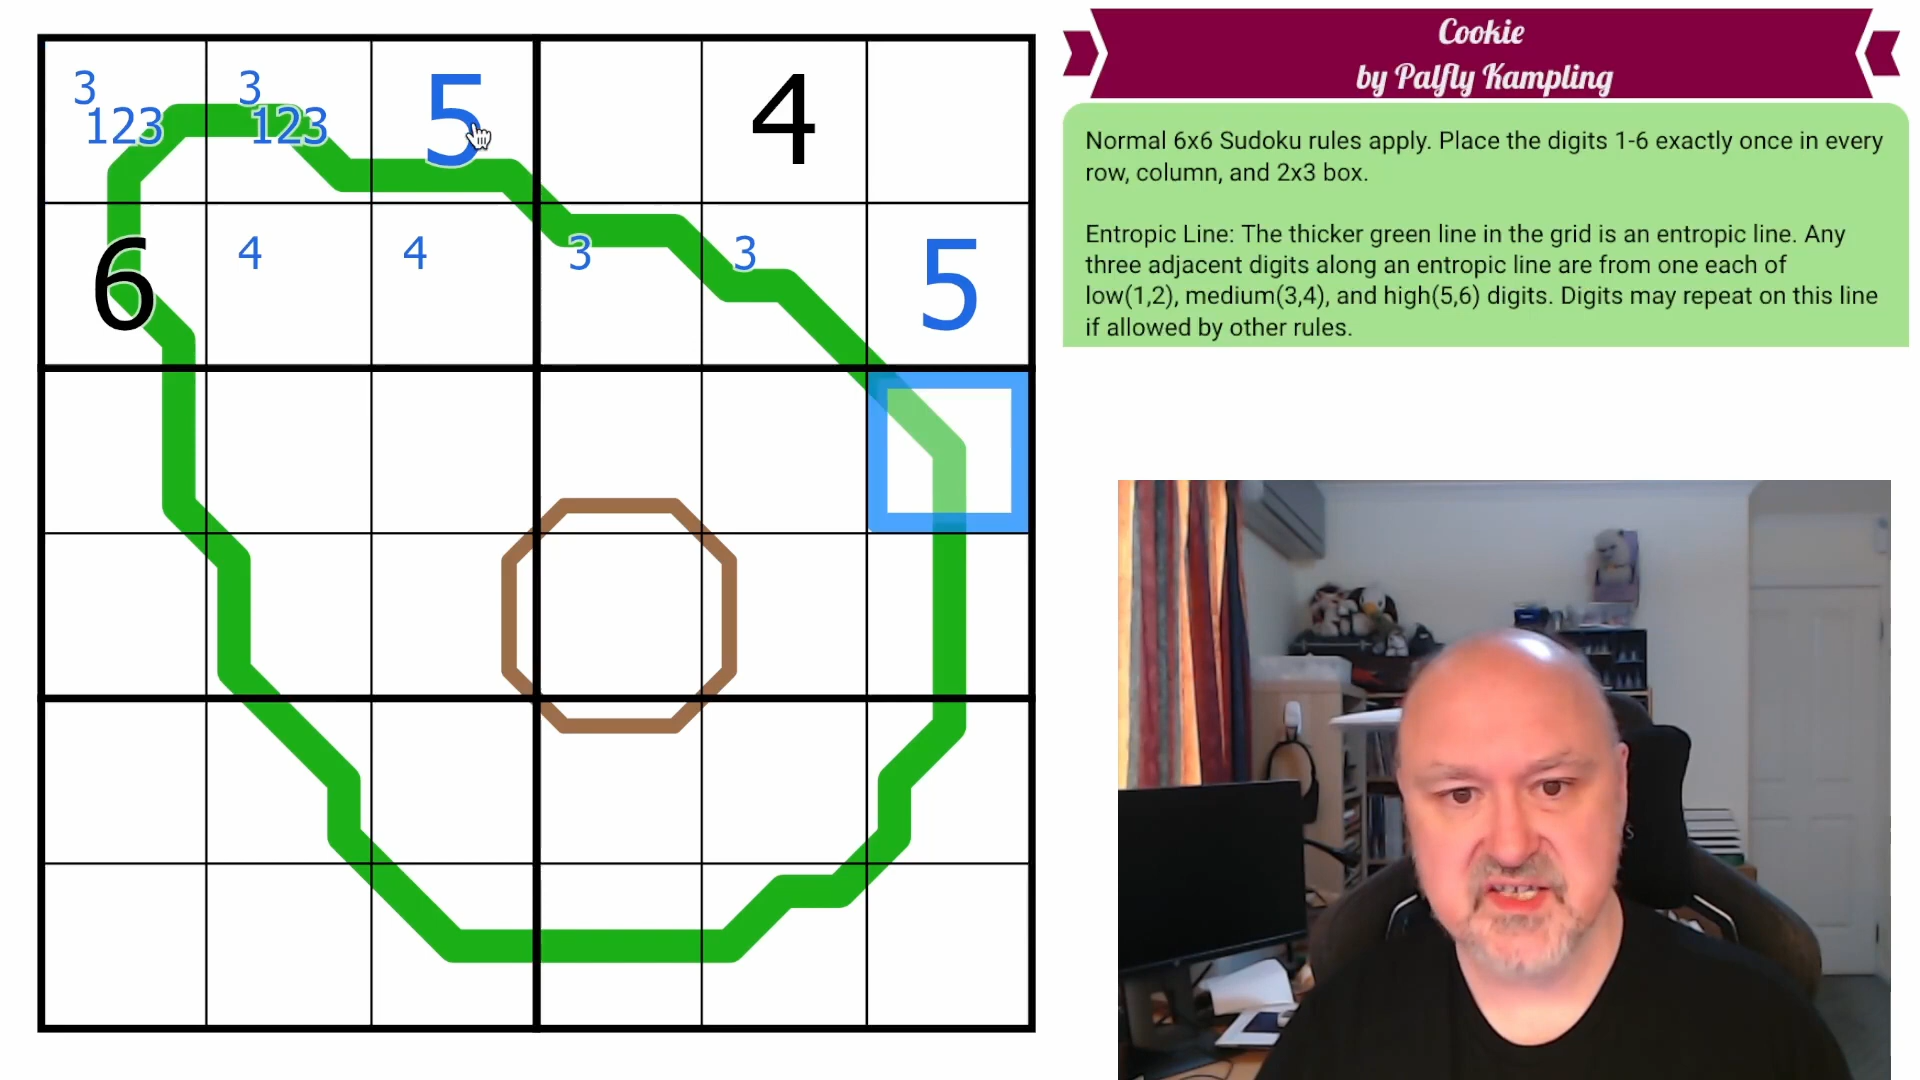 Cookie
by Palfly Kampling
Normal 6x6 Sudoku rules apply. Place the digits 1-6 exactly once in every
row, column, and 2x3 box.
Entropic Line: The thicker green line in the grid is an entropic line. Any
three adjacent digits along an entropic line are from one each of
low(1,2), medium(3,4), and high(5,6) digits. Digits may repeat on this line
if allowed by other rules.
3 3 5 4
123 123
6 4 4 3 3 5